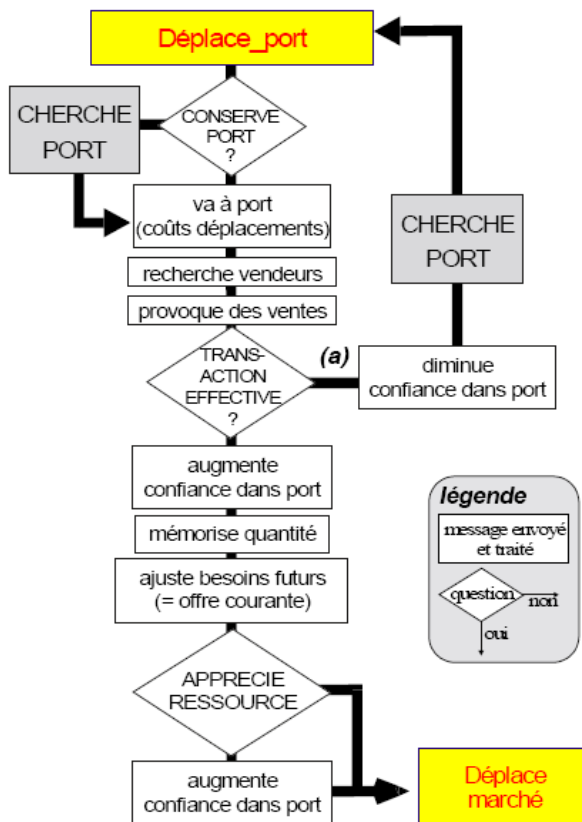 Déplace_port
CHERCHE
PORT
CONSERVE
PORT
?
va à port
(coûts déplacements)
recherche vendeurs
provoque des ventes
TRANS-
ACTION
EFFECTIVE
?
(a)
diminue
confiance dans port
CHERCHE
PORT
augmente
confiance dans port
mémorise quantité
ajuste besoins futurs
(= offre courante)
APPRECIE
RESSOURCE
augmente
confiance dans port
Déplace
marché
légende
message envoyé
et traité
question
non
oui